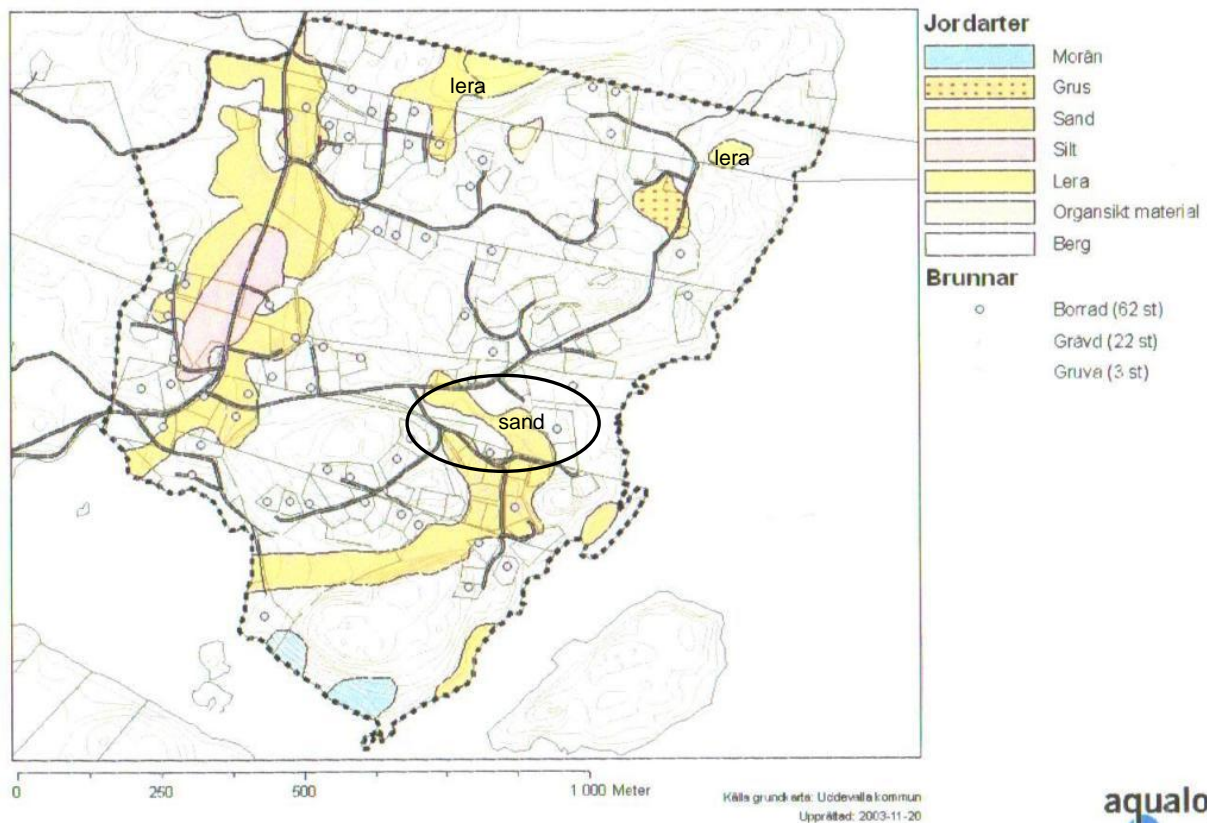 lera
lera
sand
Jordarter
Morän
Grus
Sand
Silt
Lera
Organsikt material
Berg
Brunnar
Borrad (62 st)
Grävd (22 st)
Gruva (3 st)
0 250 500 1 000 Meter
Källa grundkarta: Uddevalla kommun
Upprättad: 2003-11-20
aqualo